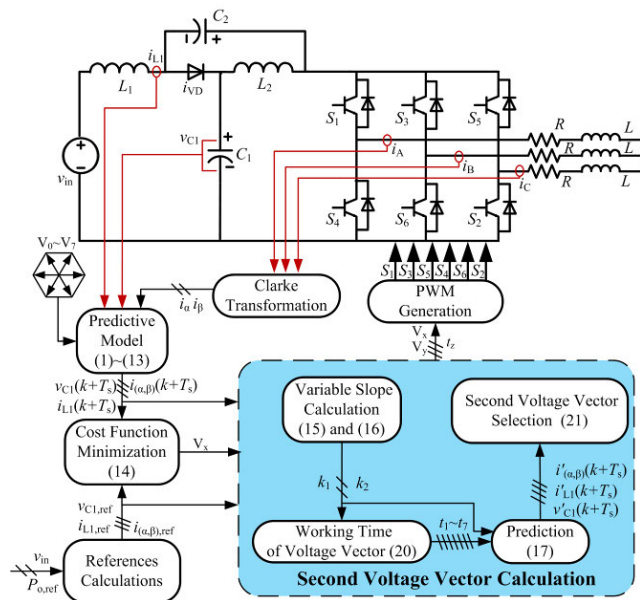 C2
iL1
L1
iVD
L2
vC1
C1
vin
S1
S3
S5
iA
iB
iC
R
L
R
L
R
L
S4
S6
S2
V0~V7
iα iβ
Clarke
Transformation
S1
S3
S5
S4
S6
S2
PWM
Generation
Predictive
Model
(1)~(13)
Vx
Vy
tz
vC1(k+Ts)
i(α,β)(k+Ts)
iL1(k+Ts)
Cost Function
Minimization
(14)
Vx
vC1,ref
iL1,ref
i(α,β),ref
vin
Po,ref
References
Calculations
Variable Slope
Calculation
(15) and (16)
Second Voltage Vector
Selection (21)
k1
k2
i'(α,β)(k+Ts)
i'L1(k+Ts)
v'C1(k+Ts)
Working Time
of Voltage Vector (20)
t1~t7
Prediction
(17)
Second Voltage Vector Calculation